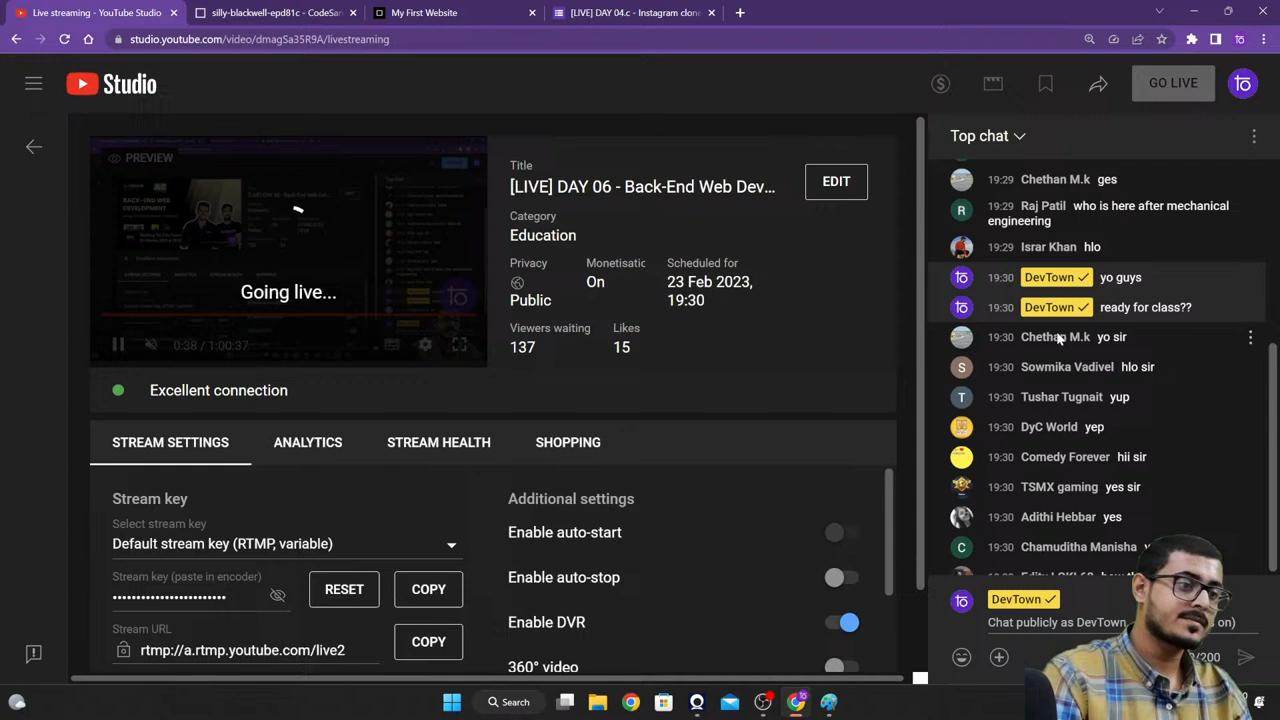 Live streaming - YouTube Studio
silly-blackwell-epd81c - CodeSan
My First Website
[LIVE] DAY 04.c - Instagram clone
studio.youtube.com/video/dmagSa35R9A/livestreaming
Studio
GO LIVE
PREVIEW
Going live...
0:38 / 1:00:37
Title
[LIVE] DAY 06 - Back-End Web Dev...
EDIT
Category
Education
Privacy
Public
Monetisatic
On
Scheduled for
23 Feb 2023,
19:30
Viewers waiting
137
Likes
15
Excellent connection
STREAM SETTINGS
ANALYTICS
STREAM HEALTH
SHOPPING
Stream key
Select stream key
Default stream key (RTMP, variable)
Stream key (paste in encoder)
RESET
COPY
Stream URL
rtmp://a.rtmp.youtube.com/live2
COPY
Additional settings
Enable auto-start
Enable auto-stop
Enable DVR
360° video
Top chat
19:29 Chethan M.k ges
19:29 Raj Patil who is here after mechanical
engineering
19:29 Israr Khan hlo
19:30 DevTown yo guys
19:30 DevTown ready for class??
19:30 Chethan M.k yo sir
19:30 Sowmika Vadivel hlo sir
19:30 Tushar Tugnait yup
19:30 DyC World yep
19:30 Comedy Forever hii sir
19:30 TSMX gaming yes sir
19:30 Adithi Hebbar yes
19:30 Chamuditha Manisha
DevTown
Chat publicly as DevTown
/200
Search